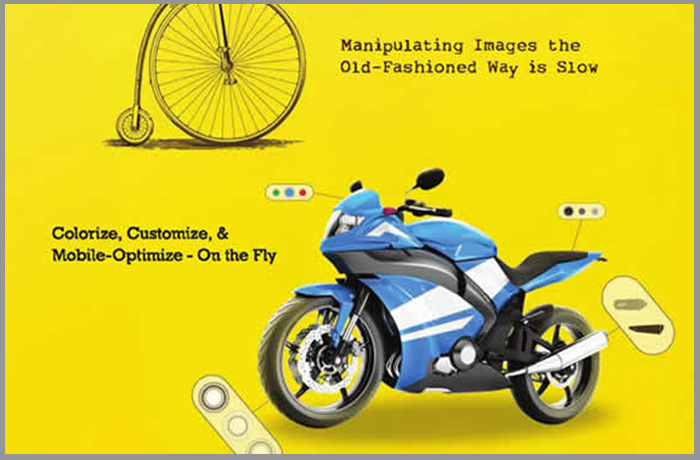 Manipulating Images the
Old-Fashioned Way is Slow
Colorize, Customize, &
Mobile-Optimize - On the Fly